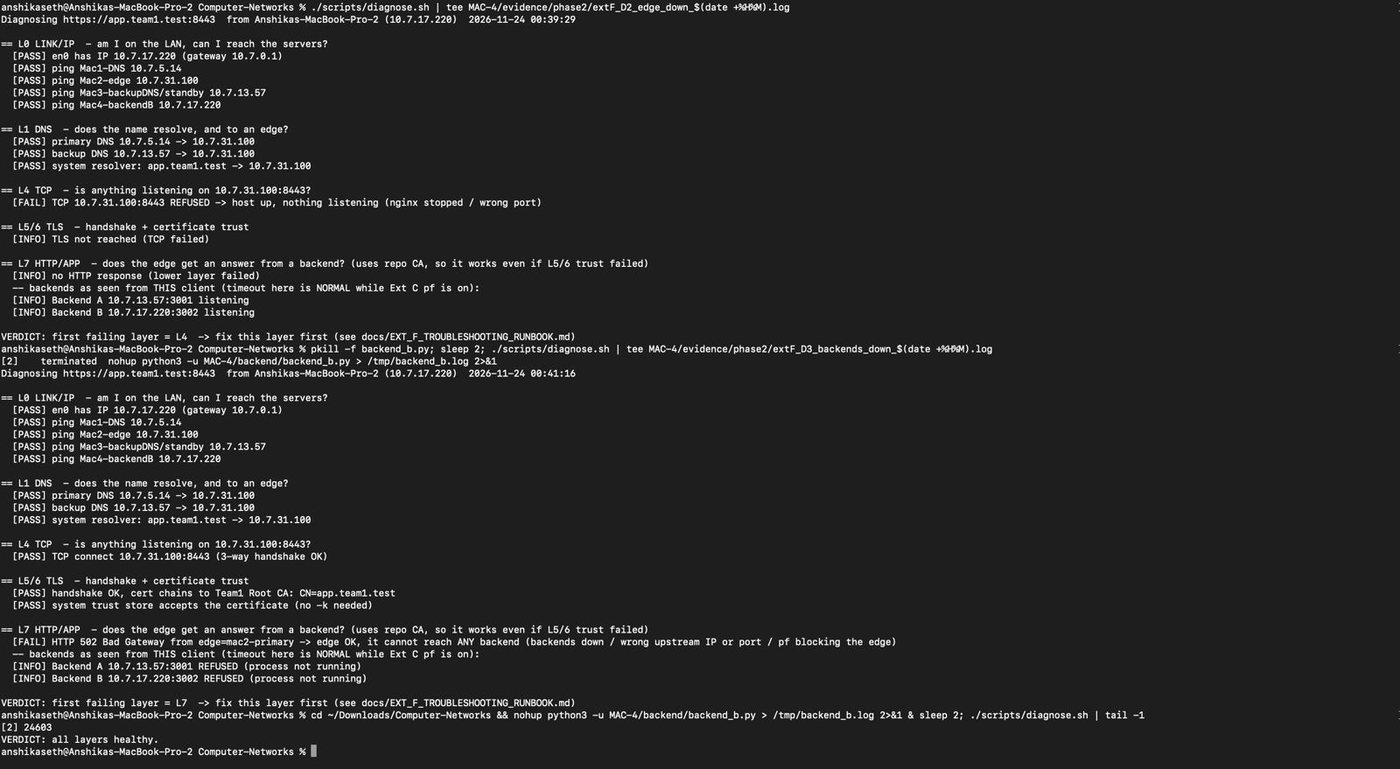 anshikaseth@Anshikas-MacBook-Pro-2 Computer-Networks % ./scripts/diagnose.sh | tee MAC-4/evidence/phase2/extF_D2_edge_down_$(date +%H%M).log
Diagnosing https://app.team1.test:8443  from Anshikas-MacBook-Pro-2 (10.7.17.220)  2026-11-24 00:39:29

== L0 LINK/IP  – am I on the LAN, can I reach the servers?
  [PASS] en0 has IP 10.7.17.220 (gateway 10.7.0.1)
  [PASS] ping Mac1-DNS 10.7.5.14
  [PASS] ping Mac2-edge 10.7.31.100
  [PASS] ping Mac3-backupDNS/standby 10.7.13.57
  [PASS] ping Mac4-backendB 10.7.17.220

== L1 DNS  – does the name resolve, and to an edge?
  [PASS] primary DNS 10.7.5.14 -> 10.7.31.100
  [PASS] backup DNS 10.7.13.57 -> 10.7.31.100
  [PASS] system resolver: app.team1.test -> 10.7.31.100

== L4 TCP  – is anything listening on 10.7.31.100:8443?
  [FAIL] TCP 10.7.31.100:8443 REFUSED -> host up, nothing listening (nginx stopped / wrong port)

== L5/6 TLS  – handshake + certificate trust
  [INFO] TLS not reached (TCP failed)

== L7 HTTP/APP  – does the edge get an answer from a backend? (uses repo CA, so it works even if L5/6 trust failed)
  [INFO] no HTTP response (lower layer failed)
  -- backends as seen from THIS client (timeout here is NORMAL while Ext C pf is on):
  [INFO] Backend A 10.7.13.57:3001 listening
  [INFO] Backend B 10.7.17.220:3002 listening

VERDICT: first failing layer = L4  -> fix this layer first (see docs/EXT_F_TROUBLESHOOTING_RUNBOOK.md)
anshikaseth@Anshikas-MacBook-Pro-2 Computer-Networks % pkill -f backend_b.py; sleep 2; ./scripts/diagnose.sh | tee MAC-4/evidence/phase2/extF_D3_backends_down_$(date +%H%M).log
[2]    terminated  nohup python3 -u MAC-4/backend/backend_b.py > /tmp/backend_b.log 2>&1
Diagnosing https://app.team1.test:8443  from Anshikas-MacBook-Pro-2 (10.7.17.220)  2026-11-24 00:41:16

== L0 LINK/IP  – am I on the LAN, can I reach the servers?
  [PASS] en0 has IP 10.7.17.220 (gateway 10.7.0.1)
  [PASS] ping Mac1-DNS 10.7.5.14
  [PASS] ping Mac2-edge 10.7.31.100
  [PASS] ping Mac3-backupDNS/standby 10.7.13.57
  [PASS] ping Mac4-backendB 10.7.17.220

== L1 DNS  – does the name resolve, and to an edge?
  [PASS] primary DNS 10.7.5.14 -> 10.7.31.100
  [PASS] backup DNS 10.7.13.57 -> 10.7.31.100
  [PASS] system resolver: app.team1.test -> 10.7.31.100

== L4 TCP  – is anything listening on 10.7.31.100:8443?
  [PASS] TCP connect 10.7.31.100:8443 (3-way handshake OK)

== L5/6 TLS  – handshake + certificate trust
  [PASS] handshake OK, cert chains to Team1 Root CA: CN=app.team1.test
  [PASS] system trust store accepts the certificate (no -k needed)

== L7 HTTP/APP  – does the edge get an answer from a backend? (uses repo CA, so it works even if L5/6 trust failed)
  [FAIL] HTTP 502 Bad Gateway from edge=mac2-primary -> edge OK, it cannot reach ANY backend (backends down / wrong upstream IP or port / pf blocking the edge)
  -- backends as seen from THIS client (timeout here is NORMAL while Ext C pf is on):
  [INFO] Backend A 10.7.13.57:3001 REFUSED (process not running)
  [INFO] Backend B 10.7.17.220:3002 REFUSED (process not running)

VERDICT: first failing layer = L7  -> fix this layer first (see docs/EXT_F_TROUBLESHOOTING_RUNBOOK.md)
anshikaseth@Anshikas-MacBook-Pro-2 Computer-Networks % cd ~/Downloads/Computer-Networks && nohup python3 -u MAC-4/backend/backend_b.py > /tmp/backend_b.log 2>&1 & sleep 2; ./scripts/diagnose.sh | tail -1
[2] 24603
VERDICT: all layers healthy.
anshikaseth@Anshikas-MacBook-Pro-2 Computer-Networks %